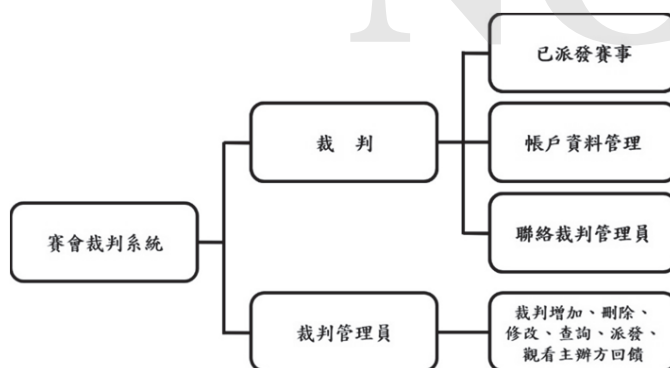 已派發賽事
裁　判
帳戶資料管理
賽會裁判系統
聯絡裁判管理員
裁判管理員
裁判增加、刪除、
修改、查詢、派發、
觀看主辦方回饋